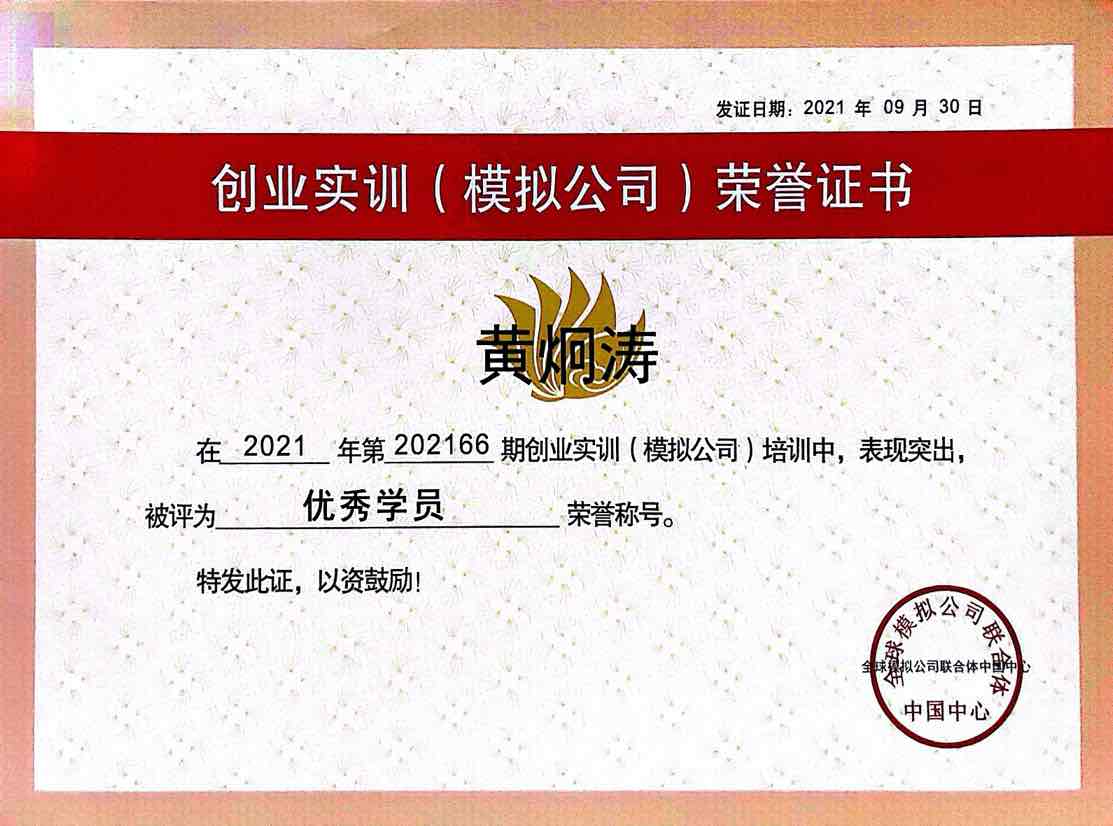 发证日期：2021 年 09 月 30 日
创业实训（模拟公司）荣誉证书
黄炯涛
在 2021 年第 202166 期创业实训（模拟公司）培训中，表现突出，
被评为 优秀学员 荣誉称号。
特发此证，以资鼓励！
全球模拟公司联合体
全球模拟公司联合体中国中心
中国中心